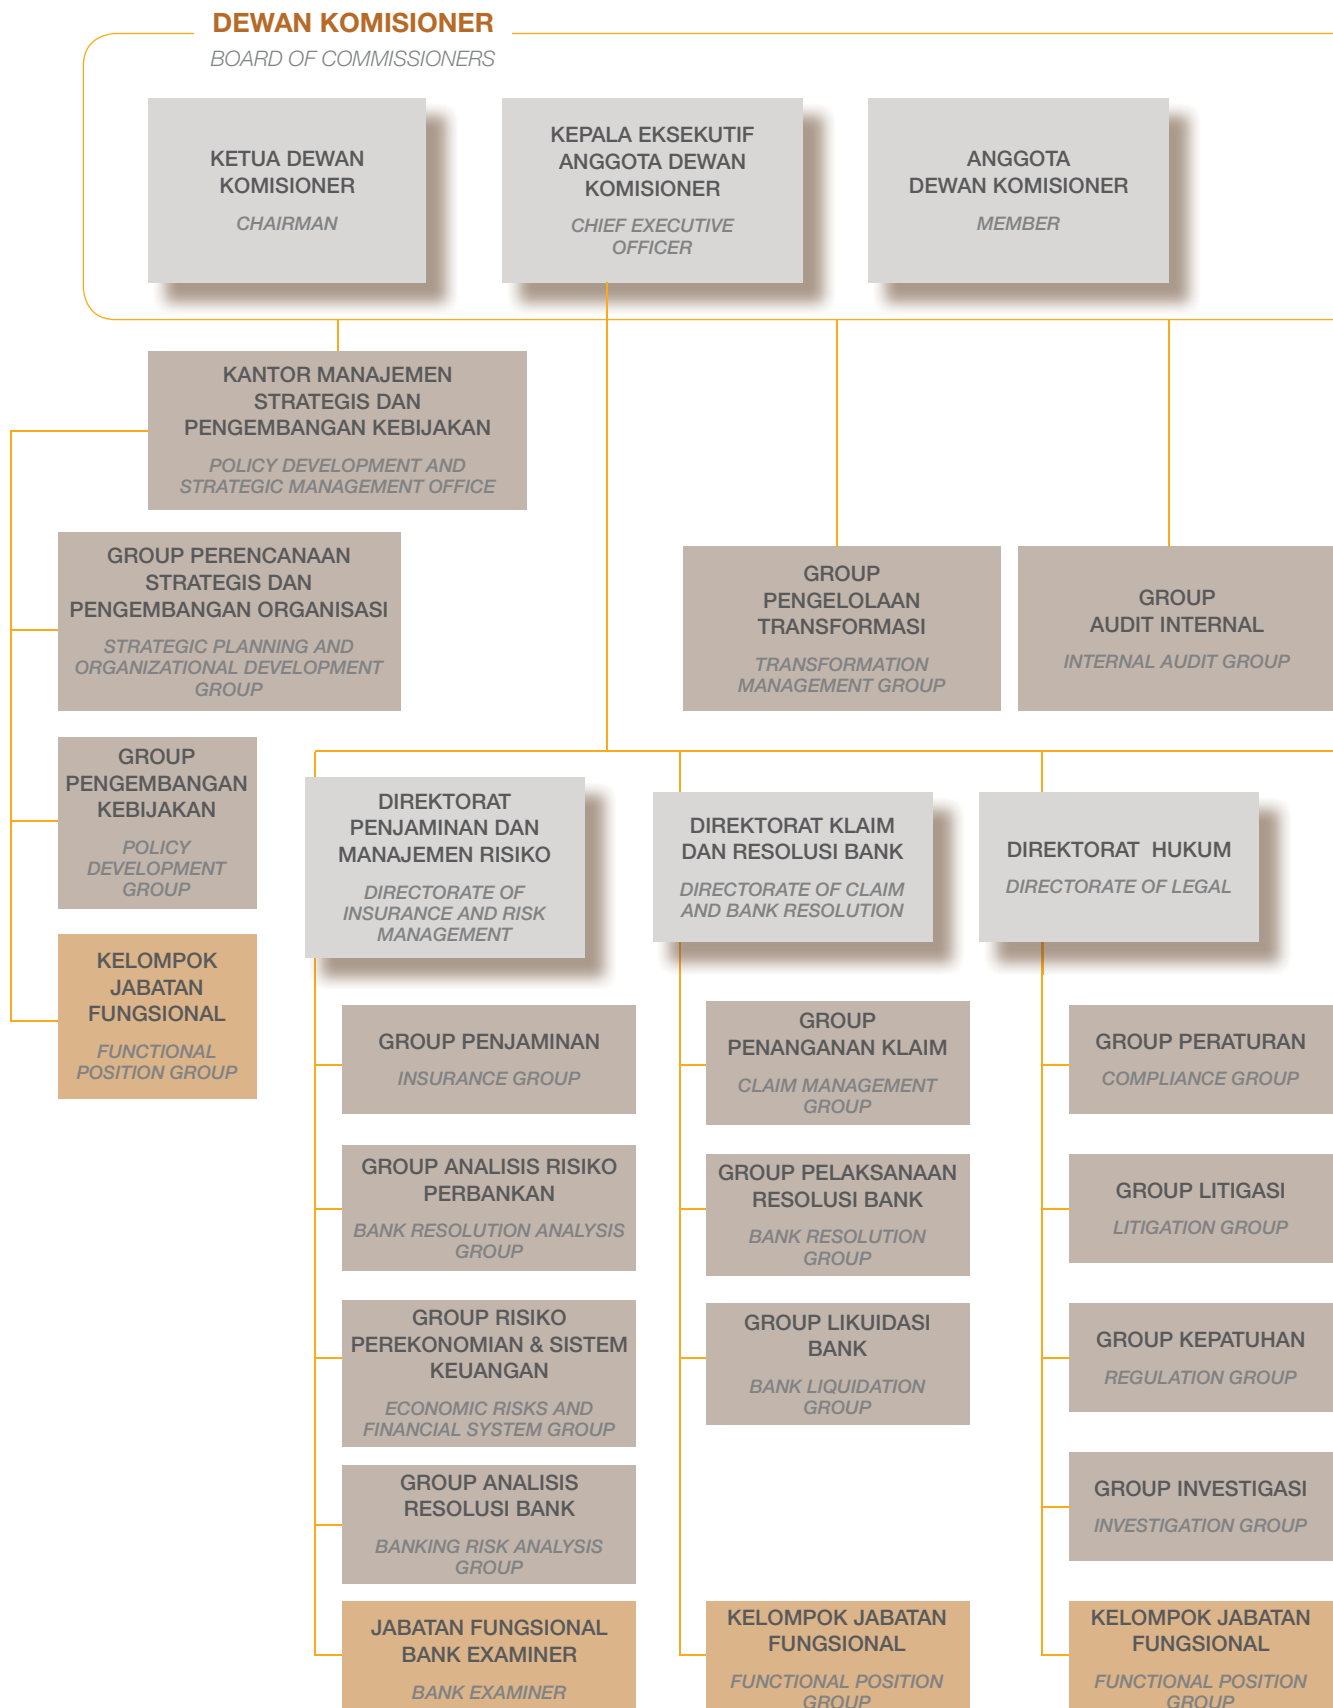 DEWAN KOMISIONER
BOARD OF COMMISSIONERS
KETUA DEWAN
KOMISIONER
CHAIRMAN
KEPALA EKSEKUTIF
ANGGOTA DEWAN
KOMISIONER
CHIEF EXECUTIVE
OFFICER
ANGGOTA
DEWAN KOMISIONER
MEMBER
KANTOR MANAJEMEN
STRATEGIS DAN
PENGEMBANGAN KEBIJAKAN
POLICY DEVELOPMENT AND
STRATEGIC MANAGEMENT OFFICE
GROUP PERENCANAAN
STRATEGIS DAN
PENGEMBANGAN ORGANISASI
STRATEGIC PLANNING AND
ORGANIZATIONAL DEVELOPMENT
GROUP
GROUP
PENGELOLAAN
TRANSFORMASI
TRANSFORMATION
MANAGEMENT GROUP
GROUP
AUDIT INTERNAL
INTERNAL AUDIT GROUP
GROUP
PENGEMBANGAN
KEBIJAKAN
POLICY
DEVELOPMENT
GROUP
KELOMPOK
JABATAN
FUNGSIONAL
FUNCTIONAL
POSITION GROUP
DIREKTORAT
PENJAMINAN DAN
MANAJEMEN RISIKO
DIRECTORATE OF
INSURANCE AND RISK
MANAGEMENT
GROUP PENJAMINAN
INSURANCE GROUP
GROUP ANALISIS RISIKO
PERBANKAN
BANK RESOLUTION ANALYSIS
GROUP
GROUP RISIKO
PEREKONOMIAN & SISTEM
KEUANGAN
ECONOMIC RISKS AND
FINANCIAL SYSTEM GROUP
GROUP ANALISIS
RESOLUSI BANK
BANKING RISK ANALYSIS
GROUP
JABATAN FUNGSIONAL
BANK EXAMINER
BANK EXAMINER
DIREKTORAT KLAIM
DAN RESOLUSI BANK
DIRECTORATE OF CLAIM
AND BANK RESOLUTION
GROUP
PENANGANAN KLAIM
CLAIM MANAGEMENT
GROUP
GROUP PELAKSANAAN
RESOLUSI BANK
BANK RESOLUTION
GROUP
GROUP LIKUIDASI
BANK
BANK LIQUIDATION
GROUP
KELOMPOK JABATAN
FUNGSIONAL
FUNCTIONAL POSITION
GROUP
DIREKTORAT HUKUM
DIRECTORATE OF LEGAL
GROUP PERATURAN
COMPLIANCE GROUP
GROUP LITIGASI
LITIGATION GROUP
GROUP KEPATUHAN
REGULATION GROUP
GROUP INVESTIGASI
INVESTIGATION GROUP
KELOMPOK JABATAN
FUNGSIONAL
FUNCTIONAL POSITION
GROUP